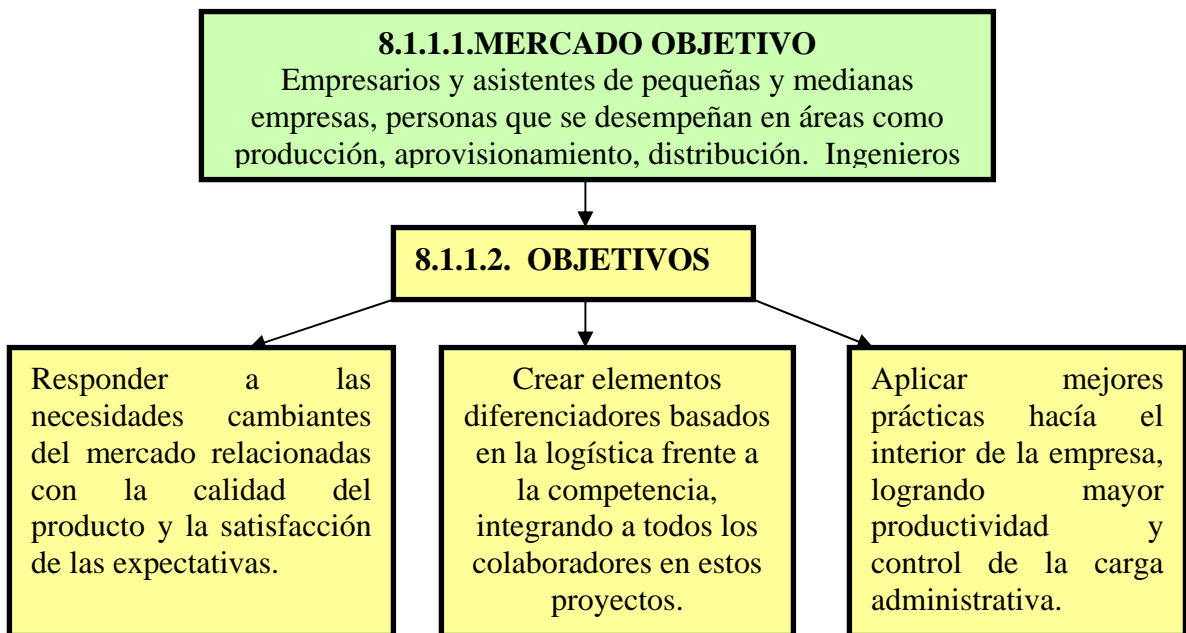 8.1.1.1.MERCADO OBJETIVO
Empresarios y asistentes de pequeñas y medianas
empresas, personas que se desempeñan en áreas como
producción, aprovisionamiento, distribución. Ingenieros
8.1.1.2. OBJETIVOS
Responder a las
necesidades cambiantes
del mercado relacionadas
con la calidad del
producto y la satisfacción
de las expectativas.
Crear elementos
diferenciadores basados
en la logística frente a
la competencia,
integrando a todos los
colaboradores en estos
proyectos.
Aplicar mejores
prácticas hacía el
interior de la empresa,
logrando mayor
productividad y
control de la carga
administrativa.